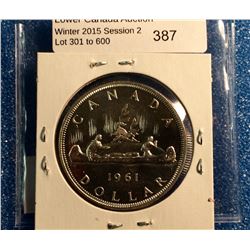 Lower Canada Auction
Winter 2015 Session 2
Lot 301 to 600
387
CANADA
1961
DOLLAR